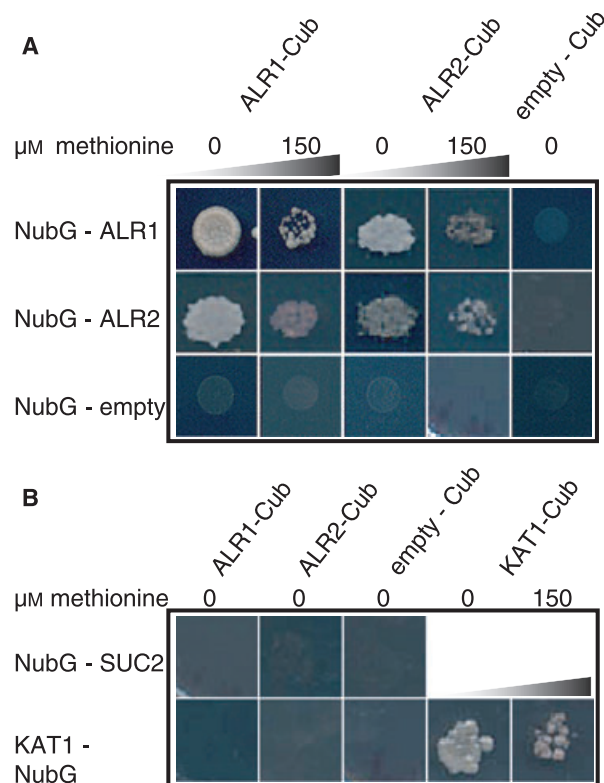 A
ALR1-Cub
ALR2-Cub
empty - Cub
µM methionine 0 150 0 150 0
NubG - ALR1
NubG - ALR2
NubG - empty
B
ALR1-Cub
ALR2-Cub
empty - Cub
KAT1-Cub
µM methionine 0 0 0 0 150
NubG - SUC2
KAT1 -
NubG